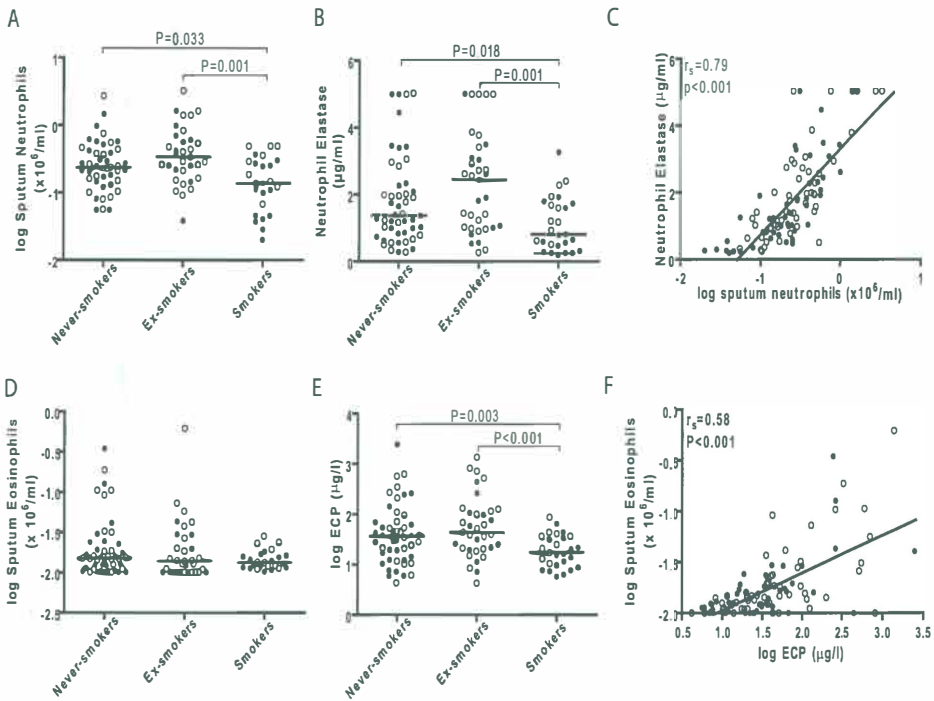 A
P=0.033
P=0.001
log Sputum Neutrophils
(x10⁶/ml)
1
0
-1
-2
Never-smokers
Ex-smokers
Smokers
B
P=0.018
P=0.001
Neutrophil Elastase
(µg/ml)
6
4
2
0
Never-smokers
Ex-smokers
Smokers
C
rₛ=0.79
p<0.001
Neutrophil Elastase (µg/ml)
6
4
2
0
-2
-1
0
1
log sputum neutrophils (x10⁶/ml)
D
log Sputum Eosinophils
(x 10⁶/ml)
0.0
-0.5
-1.0
-1.5
-2.0
-2.5
Never-smokers
Ex-smokers
Smokers
E
P=0.003
P<0.001
log ECP (µg/l)
4
3
2
1
0
Never-smokers
Ex-smokers
Smokers
F
rₛ=0.58
P<0.001
log Sputum Eosinophils
(x 10⁶/ml)
-1.5
0.5
1.0
1.5
2.0
2.5
3.0
3.5
log ECP (µg/l)